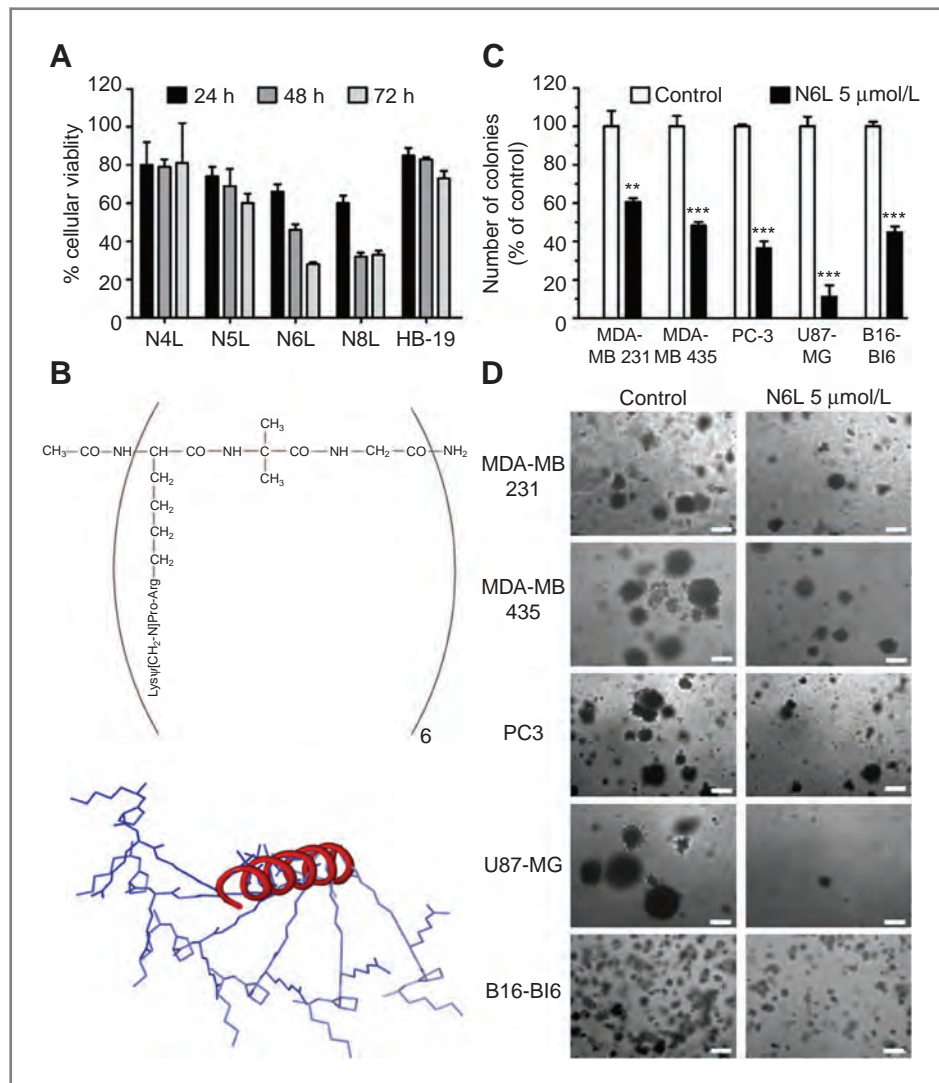 A
120
100
80
60
40
20
0
% cellular viablity
24 h 48 h 72 h
N4L N5L N6L N8L HB-19
B
CH₃ — CO — NH — CH — CO — NH — C — CO — NH — CH₂ — CO — NH₂
CH₃
CH₃
CH₂
CH₂
CH₂
CH₂
Lysψ[CH₂-N]Pro-Arg
6
C
Control N6L 5 μmol/L
120
100
80
60
40
20
0
Number of colonies
(% of control)
** *** *** *** ***
MDA- MDA- PC-3 U87- B16-
MB 231 MB 435 MG BI6
D
Control N6L 5 μmol/L
MDA-MB
231
MDA-MB
435
PC3
U87-MG
B16-BI6